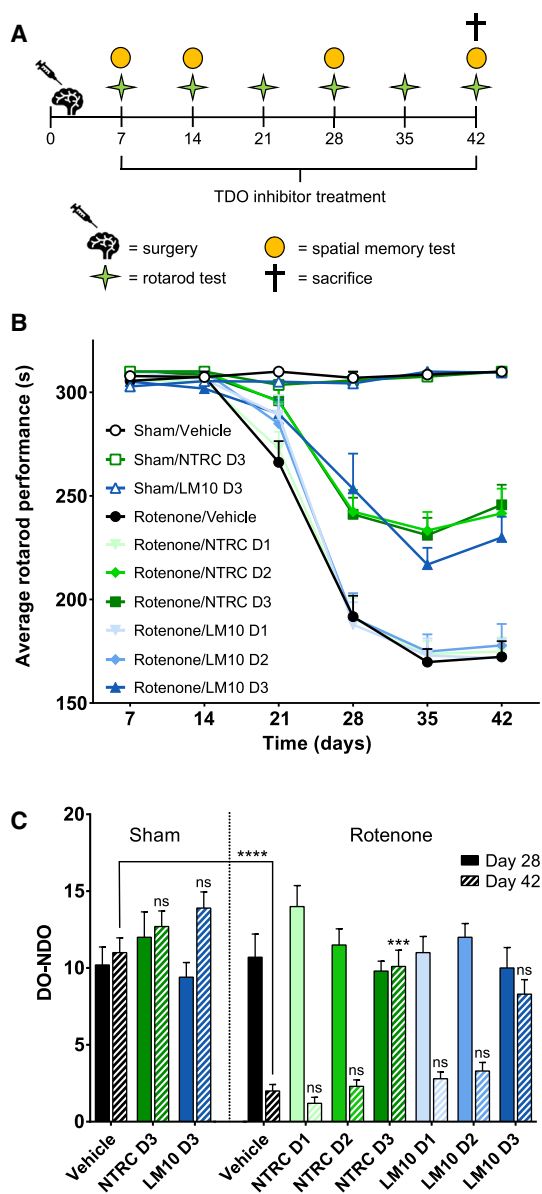 A
0 7 14 21 28 35 42
TDO inhibitor treatment
= surgery = spatial memory test
= rotarod test = sacrifice
B
Average rotarod performance (s)
300
250
200
150
Sham/Vehicle
Sham/NTRC D3
Sham/LM10 D3
Rotenone/Vehicle
Rotenone/NTRC D1
Rotenone/NTRC D2
Rotenone/NTRC D3
Rotenone/LM10 D1
Rotenone/LM10 D2
Rotenone/LM10 D3
7 14 21 28 35 42
Time (days)
C
DO-NDO
20
15
10
5
0
Sham Rotenone
****
Day 28
Day 42
ns ns ns ns *** ns ns ns
Vehicle NTRC D3 LM10 D3 Vehicle NTRC D1 NTRC D2 NTRC D3 LM10 D1 LM10 D2 LM10 D3